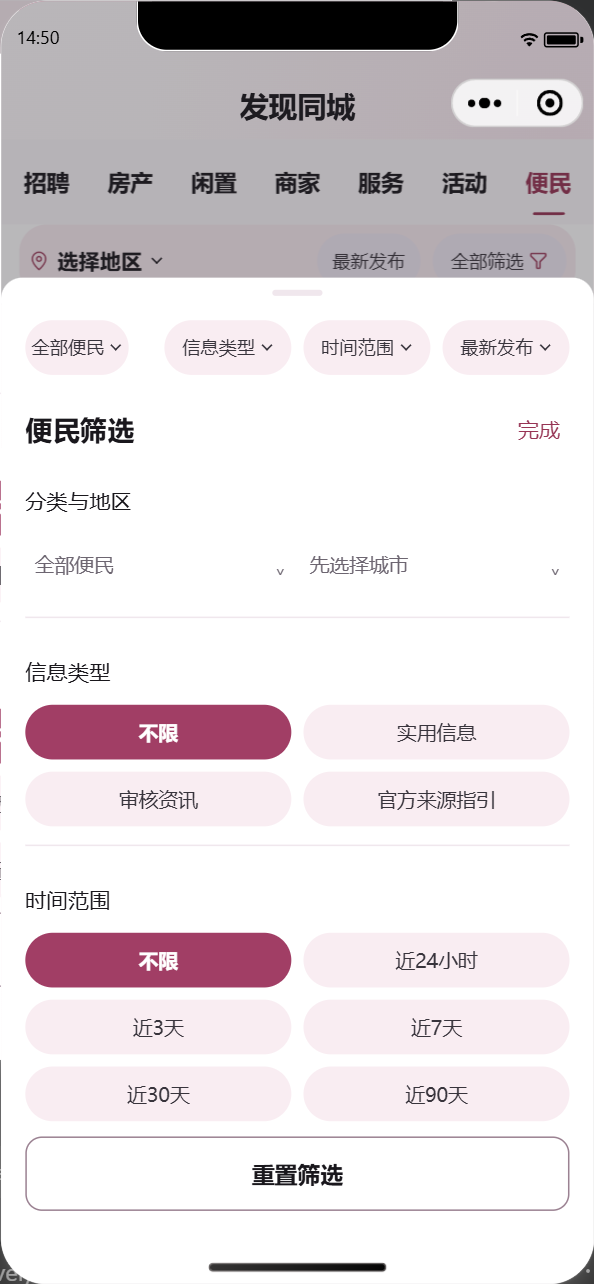 14:50
发现同城
招聘 房产 闲置 商家 服务 活动 便民
选择地区 最新发布 全部筛选
全部便民 信息类型 时间范围 最新发布
便民筛选 完成
分类与地区
全部便民 先选择城市
信息类型
不限 实用信息
审核资讯 官方来源指引
时间范围
不限 近24小时
近3天 近7天
近30天 近90天
重置筛选